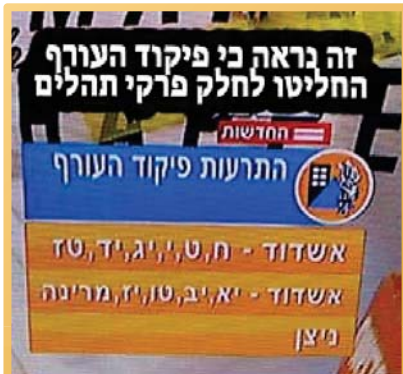 זה נראה כי פיקוד העורף
החליטו לחלק פרקי תהלים
החדשות
התרעות פיקוד העורף
אשדוד - ח,ט,י,יג,יד,טז
אשדוד - יא,יב,טו,יז,מרינה
ניצן